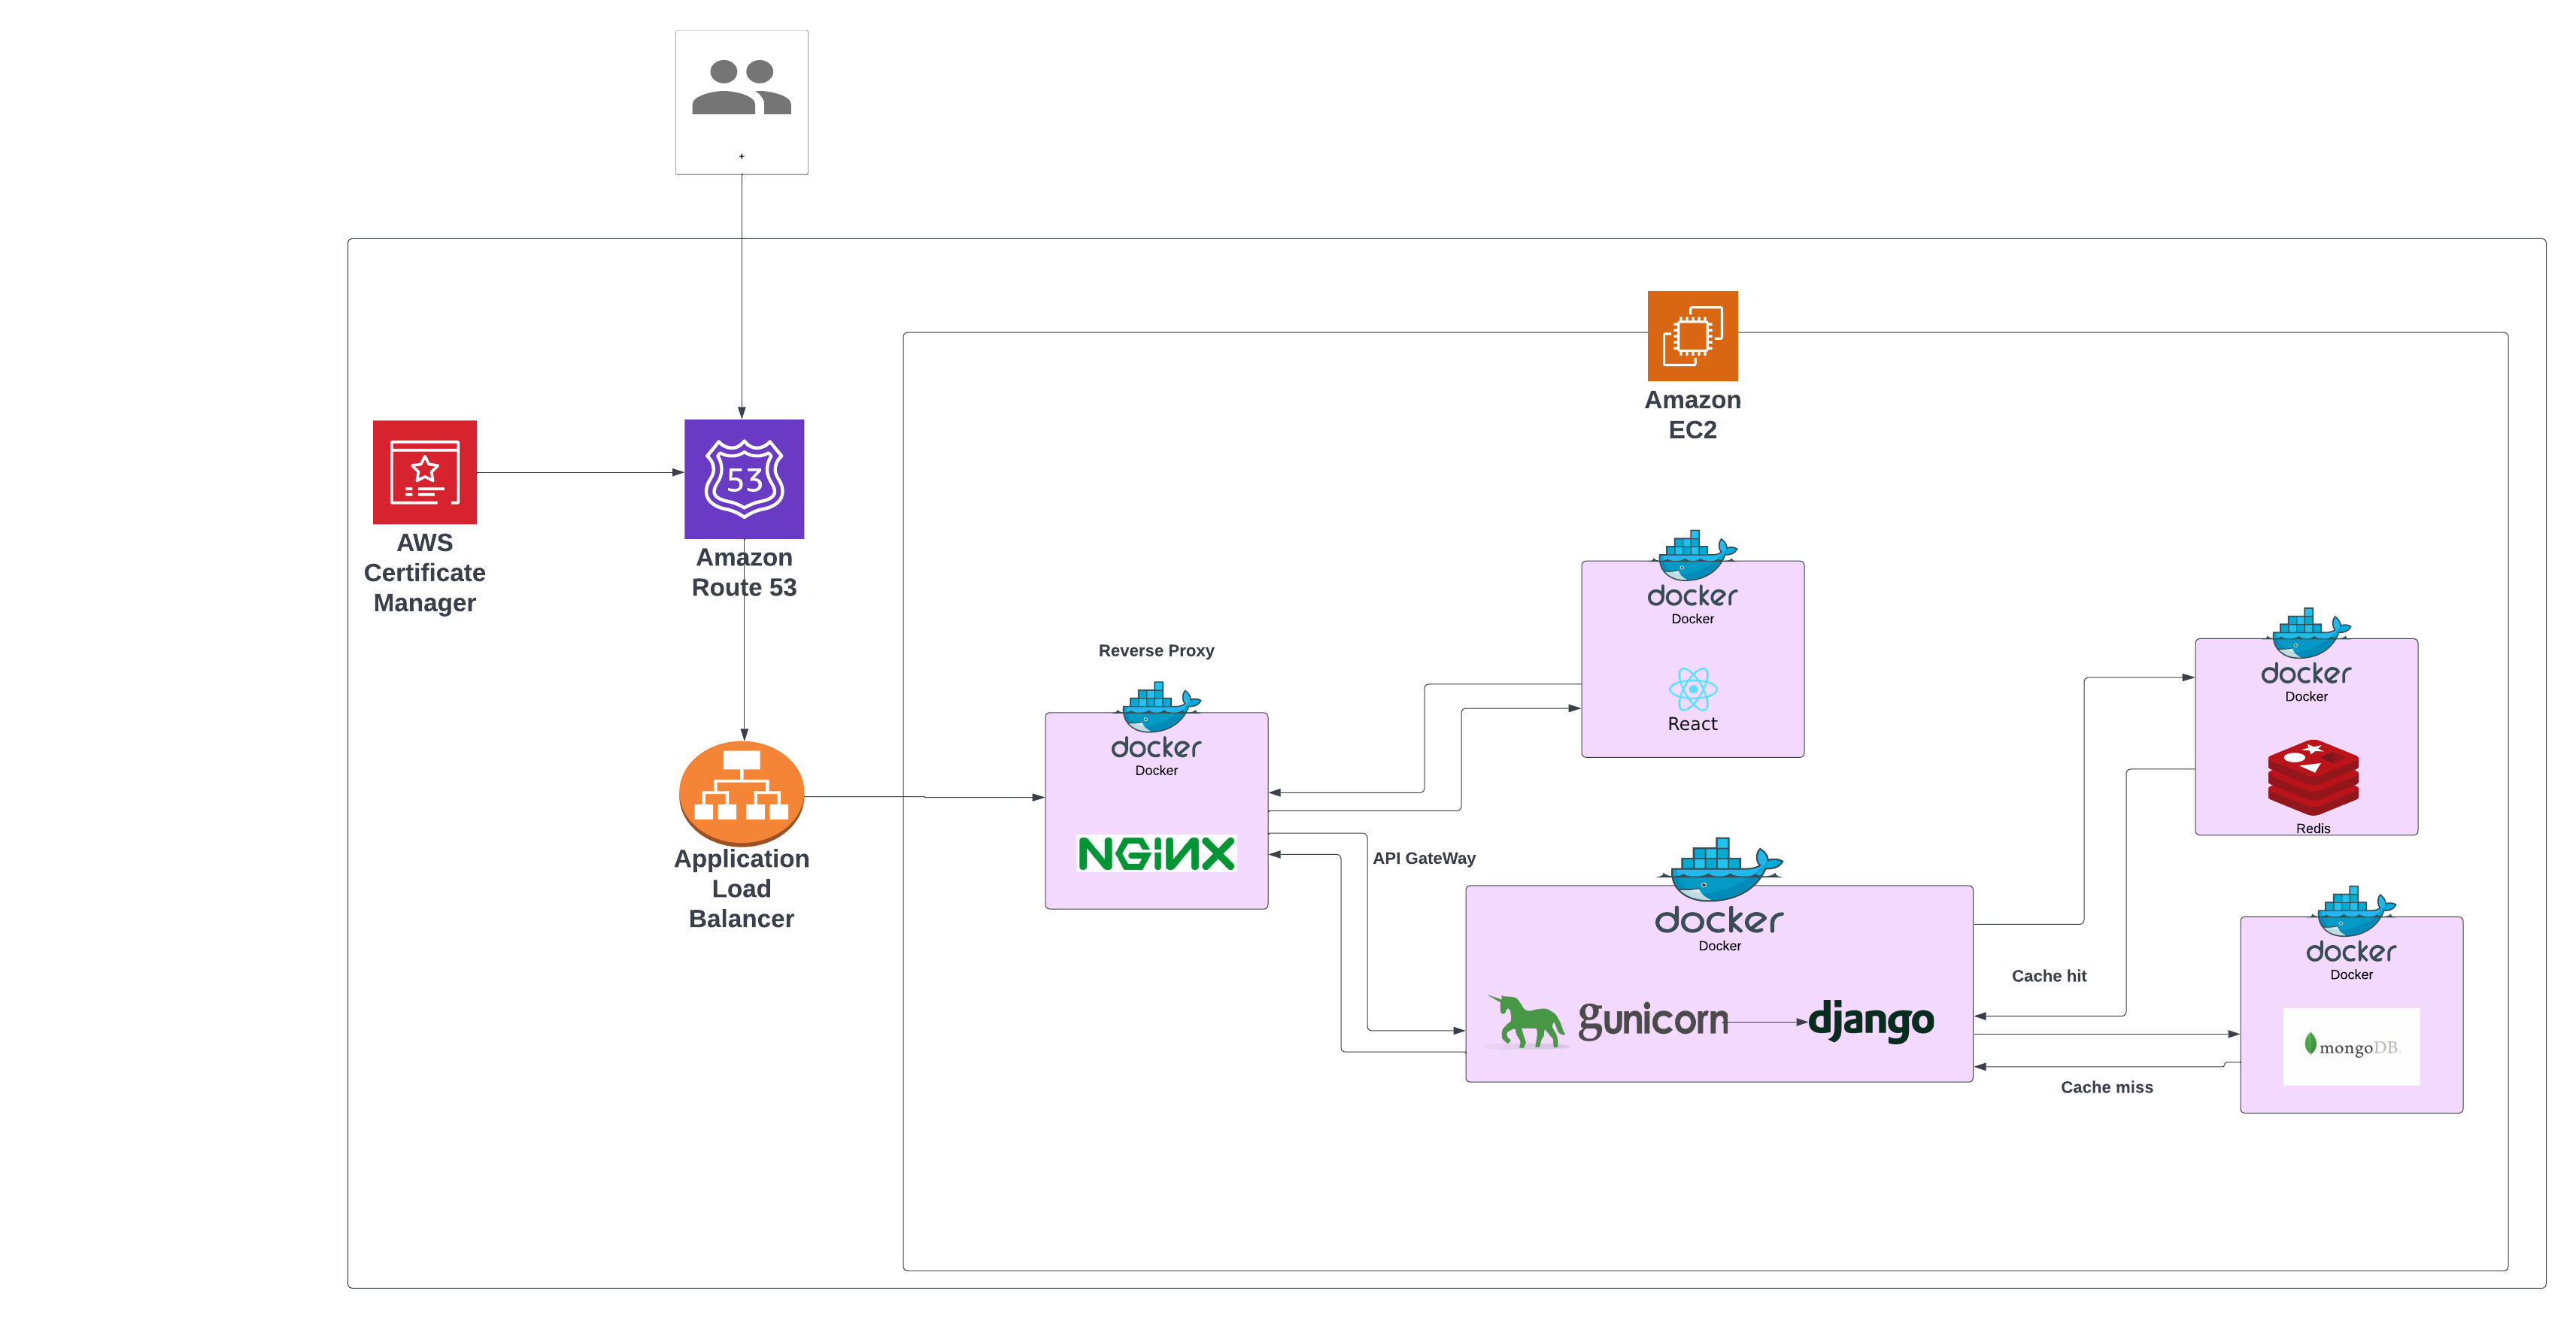 +
Amazon
EC2
53
AWS
Certificate
Manager
Amazon
Route 53
docker
Docker
React
docker
Docker
Redis
Reverse Proxy
docker
Docker
NGiNX
Application
Load
Balancer
API GateWay
docker
Docker
gunicorn
django
Cache hit
docker
Docker
mongoDB
Cache miss